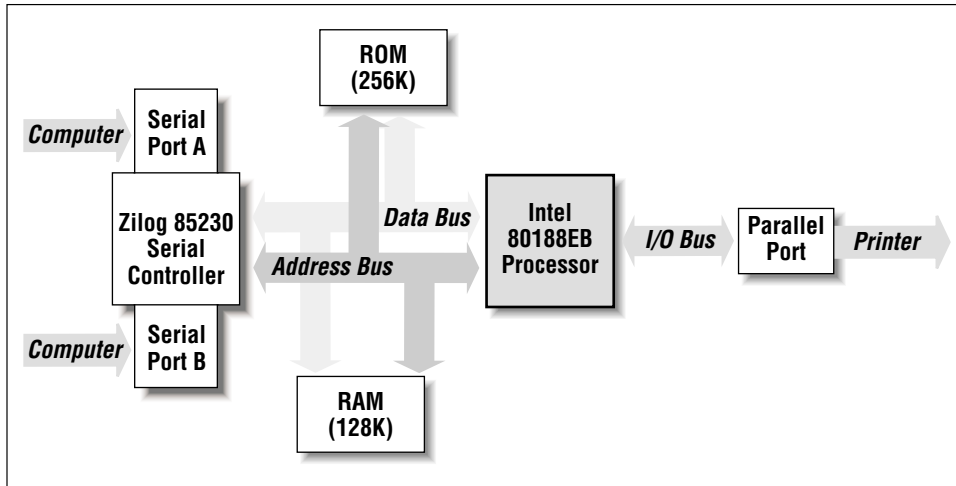 ROM
(256K)
Computer
Serial
Port A
Zilog 85230
Serial
Controller
Data Bus
Address Bus
Intel
80188EB
Processor
I/O Bus
Parallel
Port
Printer
Computer
Serial
Port B
RAM
(128K)